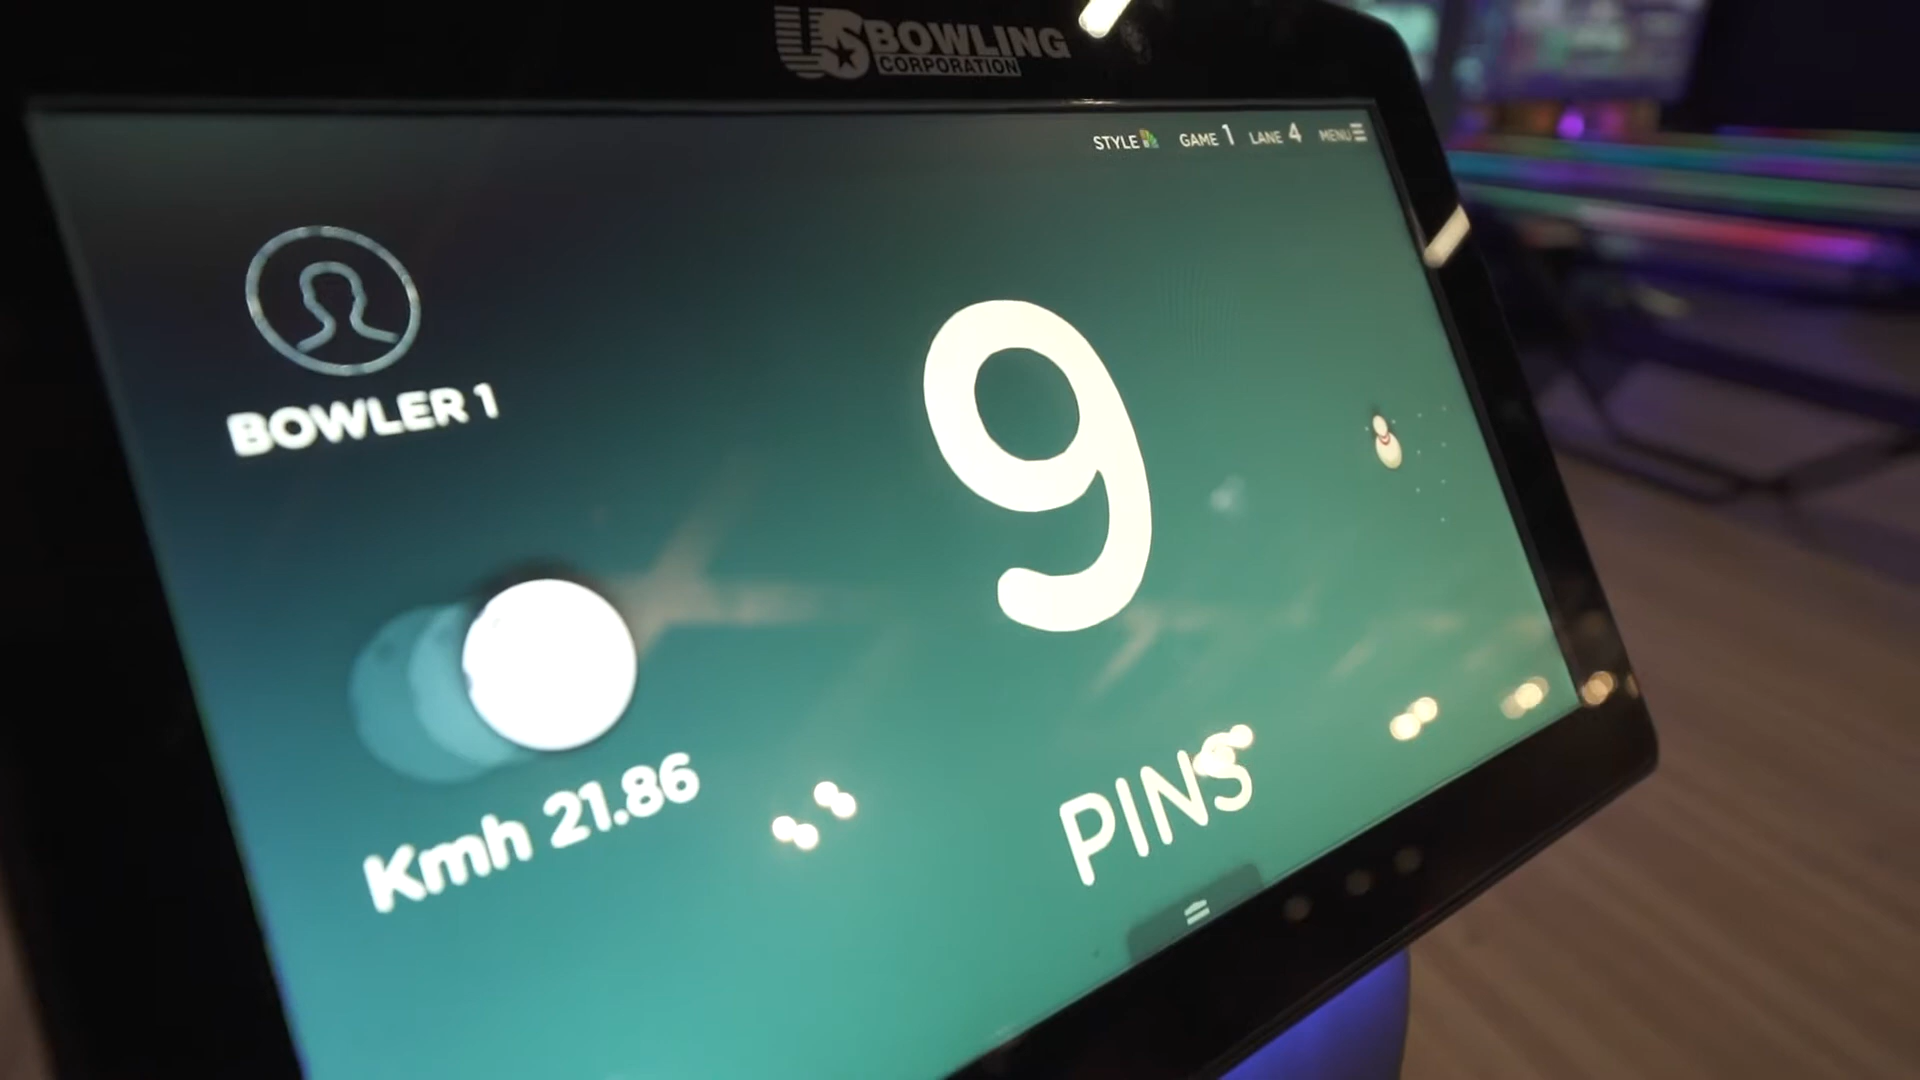 US BOWLING
CORPORATION
STYLE GAME 1 LANE 4 MENU
BOWLER 1
9
PINS
Kmh 21.86